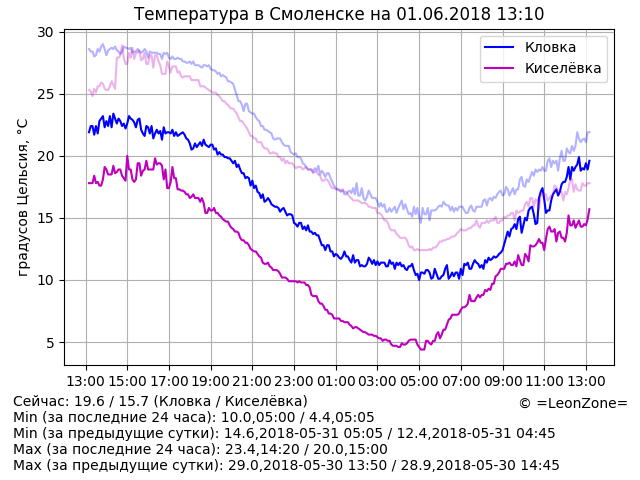 Температура в Смоленске на 01.06.2018 13:10
Кловка
Киселёвка
градусов Цельсия, °C
30
25
20
15
10
5
13:00 15:00 17:00 19:00 21:00 23:00 01:00 03:00 05:00 07:00 09:00 11:00 13:00
Сейчас: 19.6 / 15.7 (Кловка / Киселёвка)
© =LeonZone=
Min (за последние 24 часа): 10.0,05:00 / 4.4,05:05
Min (за предыдущие сутки): 14.6,2018-05-31 05:05 / 12.4,2018-05-31 04:45
Max (за последние 24 часа): 23.4,14:20 / 20.0,15:00
Max (за предыдущие сутки): 29.0,2018-05-30 13:50 / 28.9,2018-05-30 14:45